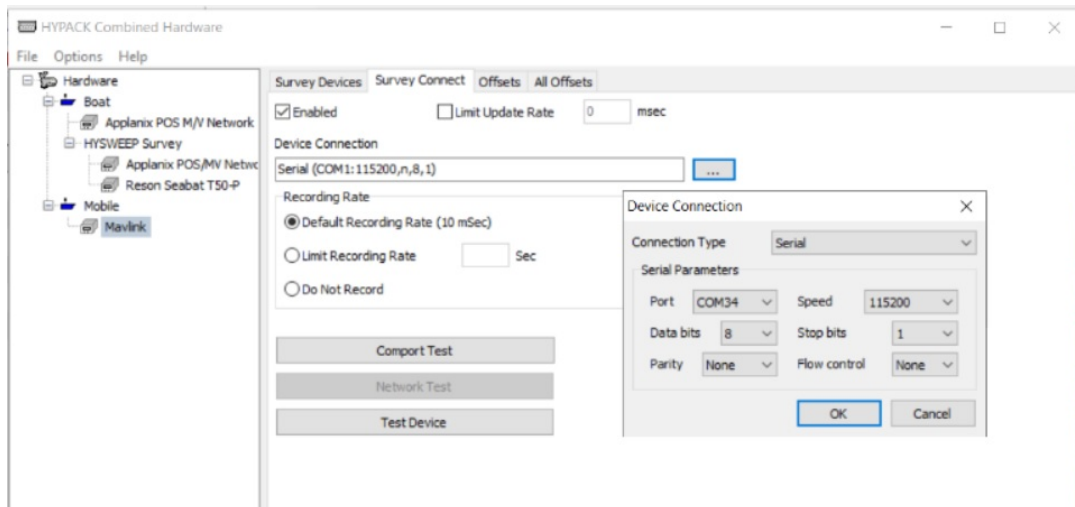 HYPACK Combined Hardware
File Options Help
Hardware
Boat
Applanix POS M/V Network
HYSWEEP Survey
Applanix POS/MV Netwc
Reson Seabat T50-P
Mobile
Mavlink
Survey Devices Survey Connect Offsets All Offsets
Enabled Limit Update Rate 0 msec
Device Connection
Serial (COM1:115200,n,8,1) ...
Recording Rate
Default Recording Rate (10 mSec)
Limit Recording Rate Sec
Do Not Record
Comport Test
Network Test
Test Device
Device Connection
Connection Type Serial
Serial Parameters
Port COM34 Speed 115200
Data bits 8 Stop bits 1
Parity None Flow control None
OK Cancel